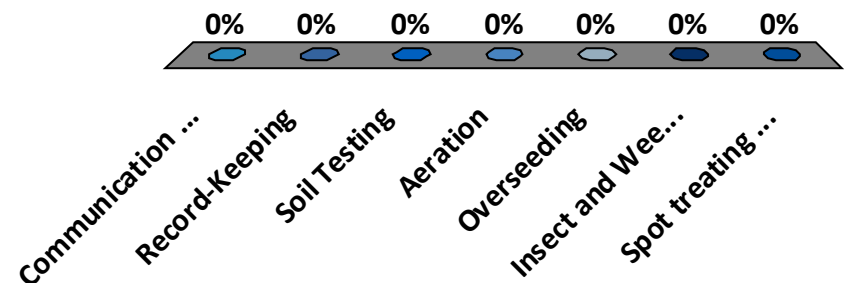 0% 0% 0% 0% 0% 0% 0%
Communication ...
Record-Keeping
Soil Testing
Aeration
Overseeding
Insect and Wee...
Spot treating ...